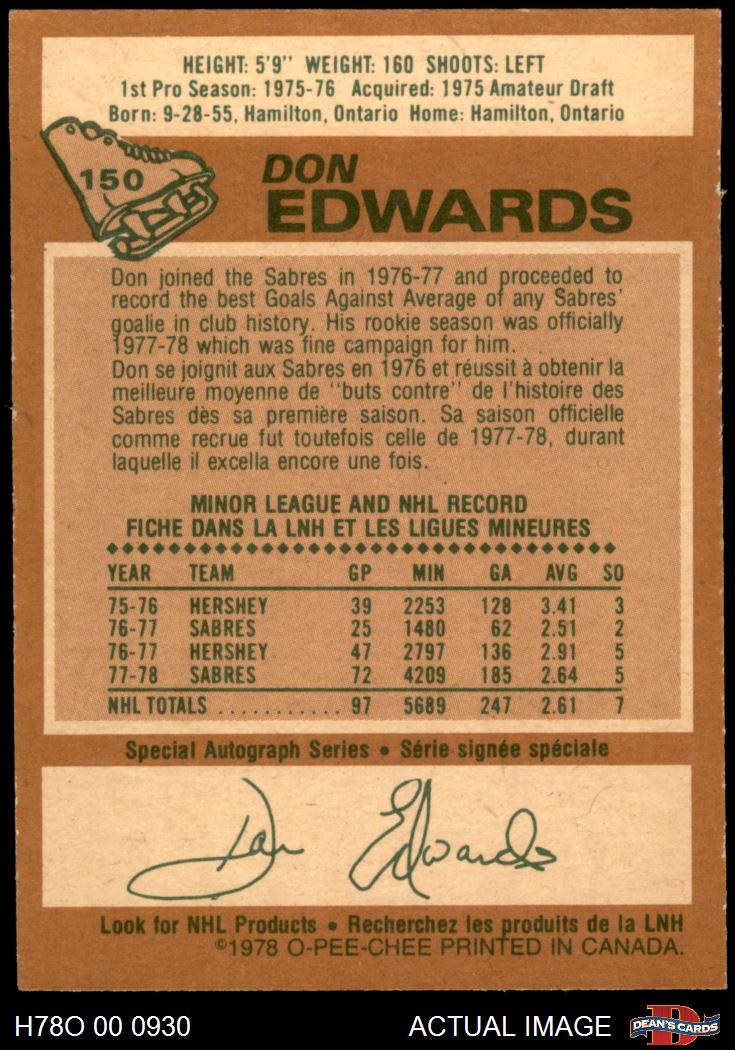 HEIGHT: 5'9" WEIGHT: 160 SHOOTS: LEFT
1st Pro Season: 1975-76 Acquired: 1975 Amateur Draft
Born: 9-28-55, Hamilton, Ontario Home: Hamilton, Ontario
150
DON
EDWARDS
Don joined the Sabres in 1976-77 and proceeded to
record the best Goals Against Average of any Sabres'
goalie in club history. His rookie season was officially
1977-78 which was fine campaign for him.
Don se joignit aux Sabres en 1976 et réussit à obtenir la
meilleure moyenne de "buts contre" de l'histoire des
Sabres dès sa première saison. Sa saison officielle
comme recrue fut toutefois celle de 1977-78, durant
laquelle il excella encore une fois.
MINOR LEAGUE AND NHL RECORD
FICHE DANS LA LNH ET LES LIGUES MINEURES
YEAR TEAM GP MIN GA AVG SO
75-76 HERSHEY 39 2253 128 3.41 3
76-77 SABRES 25 1480 62 2.51 2
76-77 HERSHEY 47 2797 136 2.91 5
77-78 SABRES 72 4209 185 2.64 5
NHL TOTALS ........... 97 5689 247 2.61 7
Special Autograph Series • Série signée spéciale
Don Edwards
Look for NHL Products • Recherchez les produits de la LNH
©1978 O-PEE-CHEE PRINTED IN CANADA.
H78O 00 0930 ACTUAL IMAGE D DEAN'S CARDS